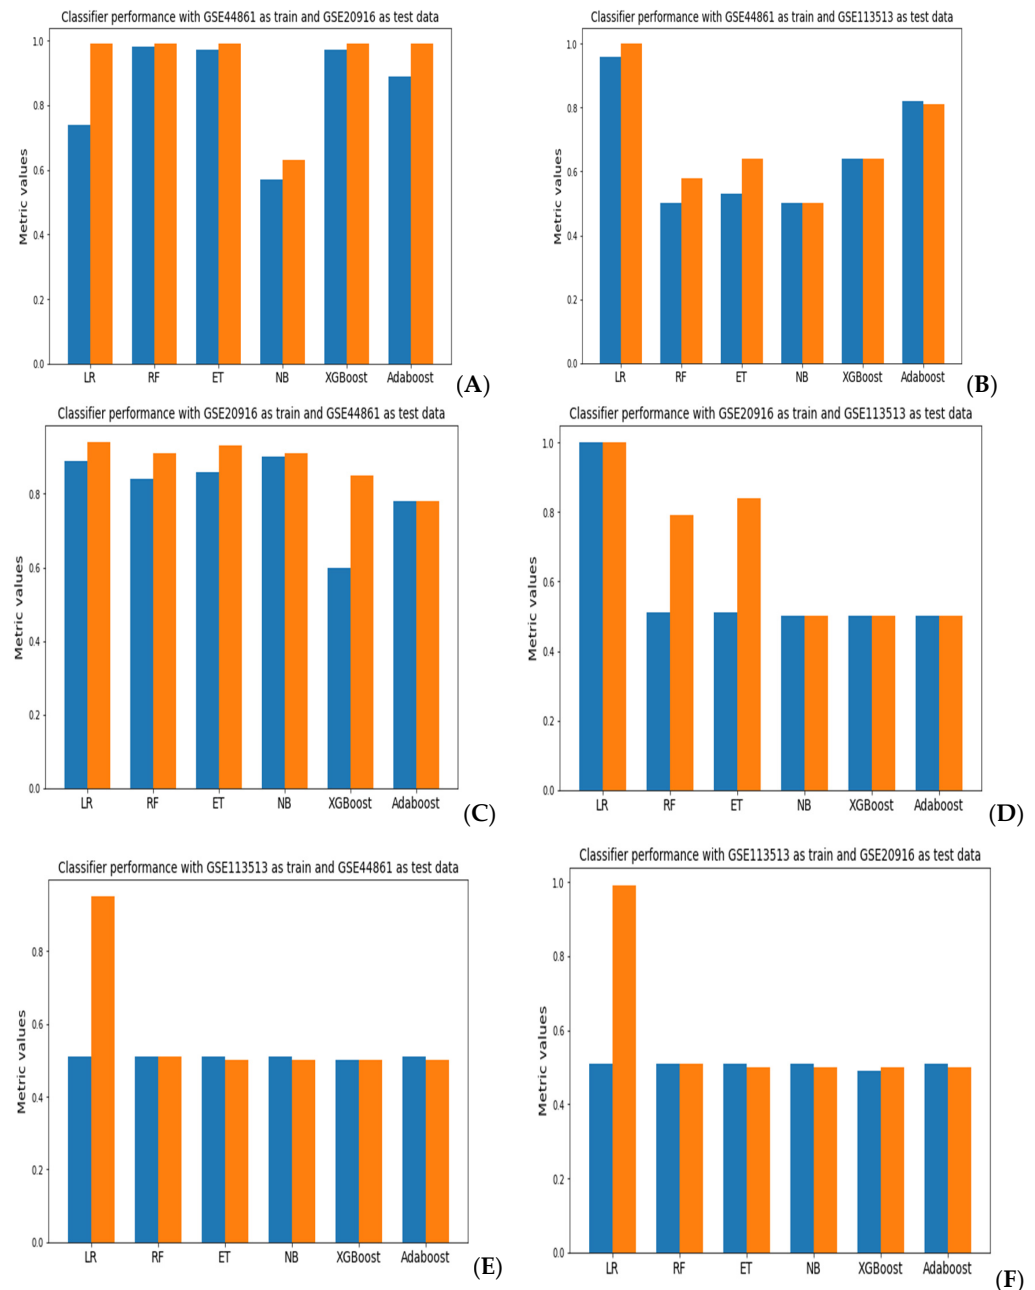 Classifier performance with GSE44861 as train and GSE20916 as test data
Metric values
1.0
0.8
0.6
0.4
0.2
0.0
LR RF ET NB XGBoost Adaboost
(A)
Classifier performance with GSE44861 as train and GSE113513 as test data
Metric values
1.0
0.8
0.6
0.4
0.2
0.0
LR RF ET NB XGBoost Adaboost
(B)
Classifier performance with GSE20916 as train and GSE44861 as test data
Metric values
0.8
0.6
0.4
0.2
0.0
LR RF ET NB XGBoost Adaboost
(C)
Classifier performance with GSE20916 as train and GSE113513 as test data
Metric values
1.0
0.8
0.6
0.4
0.2
0.0
LR RF ET NB XGBoost Adaboost
(D)
Classifier performance with GSE113513 as train and GSE44861 as test data
Metric values
0.8
0.6
0.4
0.2
0.0
LR RF ET NB XGBoost Adaboost
(E)
Classifier performance with GSE113513 as train and GSE20916 as test data
Metric values
1.0
0.8
0.6
0.4
0.2
0.0
LR RF ET NB XGBoost Adaboost
(F)